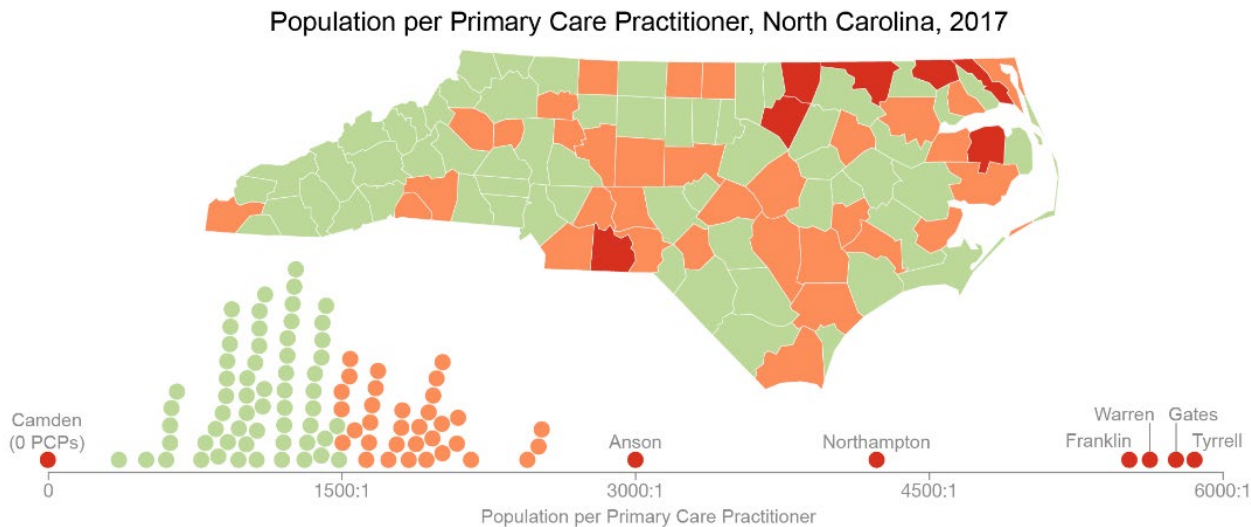 Population per Primary Care Practitioner, North Carolina, 2017
Camden
(0 PCPs)
Anson
Northampton
Warren
Gates
Franklin
Tyrrell
0
1500:1
3000:1
4500:1
6000:1
Population per Primary Care Practitioner